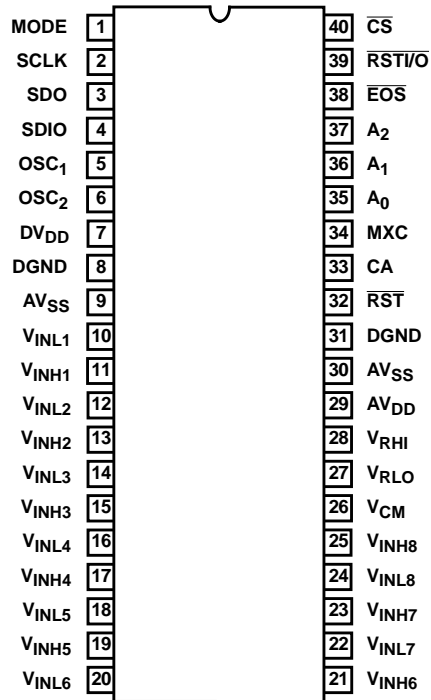 MODE 1 40 C̅S̅
SCLK 2 39 R̅S̅T̅I̅/O
SDO 3 38 E̅O̅S̅
SDIO 4 37 A2
OSC1 5 36 A1
OSC2 6 35 A0
DVDD 7 34 MXC
DGND 8 33 CA
AVSS 9 32 R̅S̅T̅
VINL1 10 31 DGND
VINH1 11 30 AVSS
VINL2 12 29 AVDD
VINH2 13 28 VRHI
VINL3 14 27 VRLO
VINH3 15 26 VCM
VINL4 16 25 VINH8
VINH4 17 24 VINL8
VINL5 18 23 VINH7
VINH5 19 22 VINL7
VINL6 20 21 VINH6